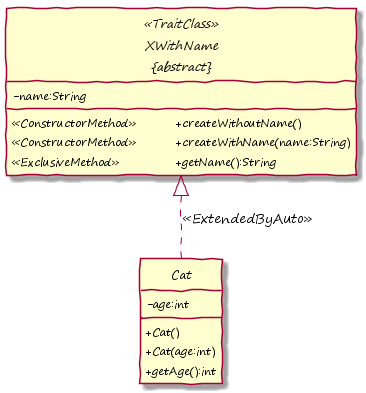 «TraitClass»
XWithName
{abstract}
-name:String
«ConstructorMethod» +createWithoutName()
«ConstructorMethod» +createWithName(name:String)
«ExclusiveMethod» +getName():String
«ExtendedByAuto»
Cat
-age:int
+Cat()
+Cat(age:int)
+getAge():int